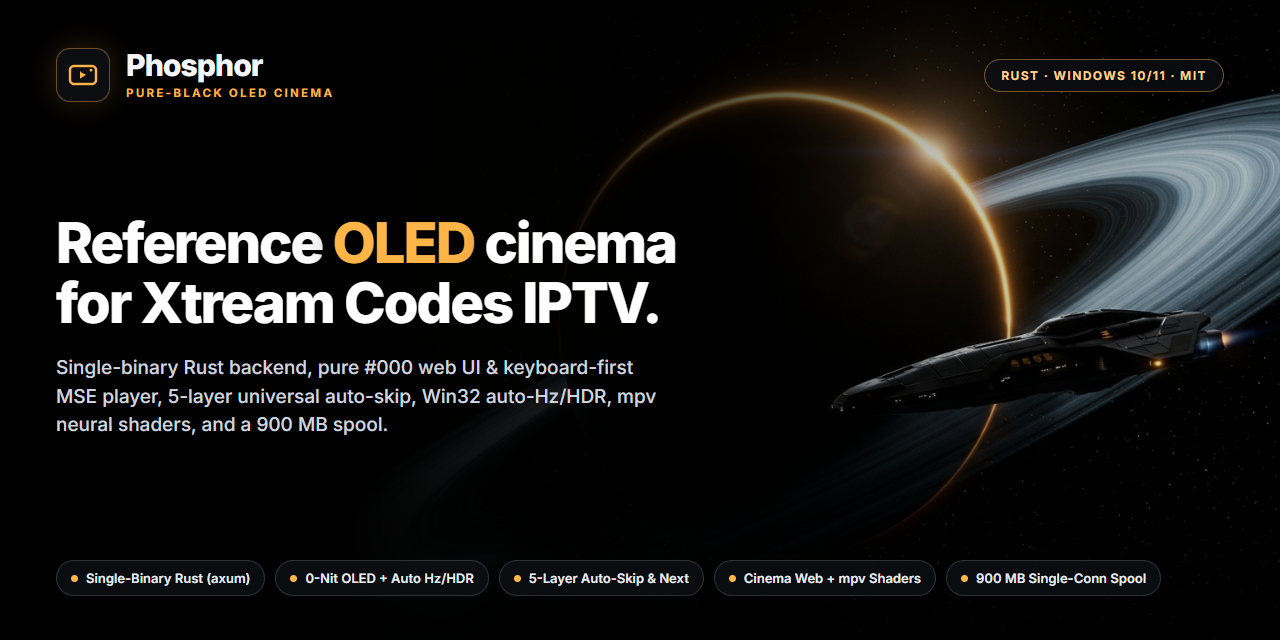 Phosphor
PURE-BLACK OLED CINEMA
RUST · WINDOWS 10/11 · MIT
Reference OLED cinema
for Xtream Codes IPTV.
Single-binary Rust backend, pure #000 web UI & keyboard-first
MSE player, 5-layer universal auto-skip, Win32 auto-Hz/HDR, mpv
neural shaders, and a 900 MB spool.
Single-Binary Rust (axum)
0-Nit OLED + Auto Hz/HDR
5-Layer Auto-Skip & Next
Cinema Web + mpv Shaders
900 MB Single-Conn Spool